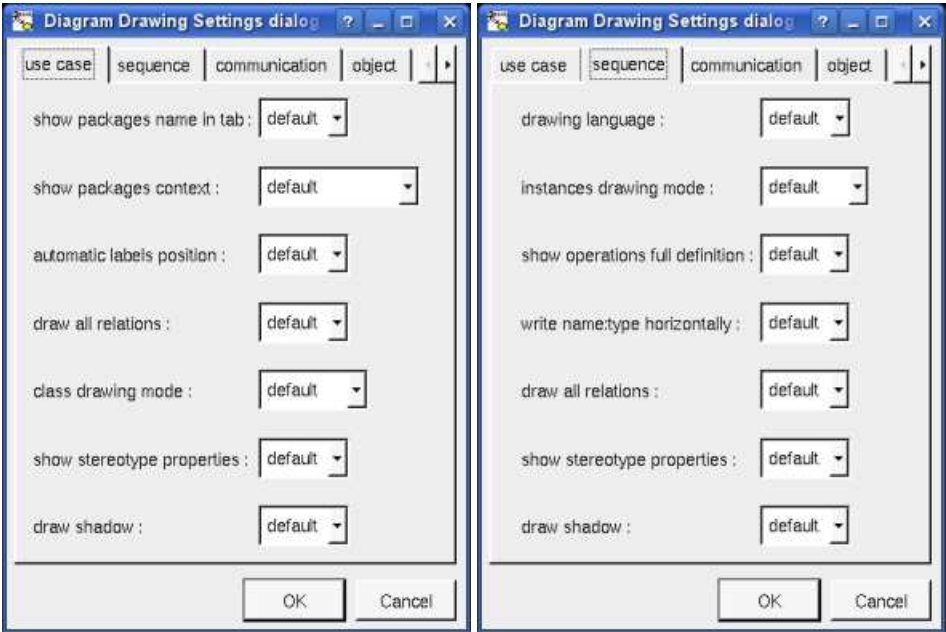 Diagram Drawing Settings dialog
use case sequence communication object
show packages name in tab : default
show packages context : default
automatic labels position : default
draw all relations : default
class drawing mode : default
show stereotype properties : default
draw shadow : default
OK Cancel
Diagram Drawing Settings dialog
use case sequence communication object
drawing language : default
instances drawing mode : default
show operations full definition : default
write name:type horizontally : default
draw all relations : default
show stereotype properties : default
draw shadow : default
OK Cancel